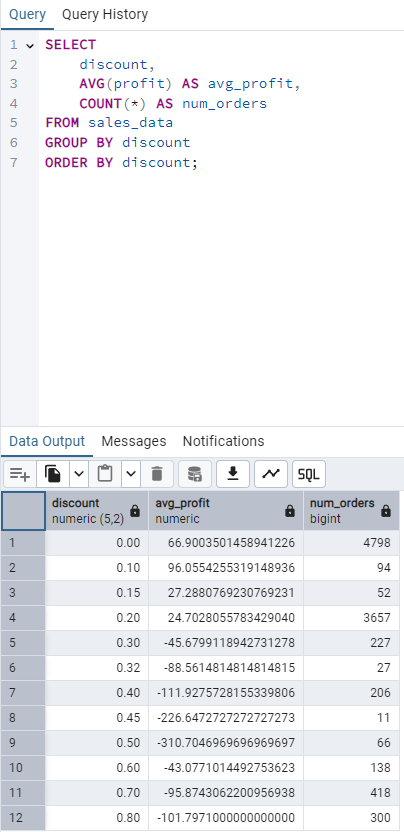 Query Query History
1 SELECT
2 discount,
3 AVG(profit) AS avg_profit,
4 COUNT(*) AS num_orders
5 FROM sales_data
6 GROUP BY discount
7 ORDER BY discount;
Data Output Messages Notifications
SQL
discount avg_profit num_orders
numeric (5,2) numeric bigint
1 0.00 66.9003501458941226 4798
2 0.10 96.0554255319148936 94
3 0.15 27.2880769230769231 52
4 0.20 24.7028055783429040 3657
5 0.30 -45.6799118942731278 227
6 0.32 -88.5614814814814815 27
7 0.40 -111.9275728155339806 206
8 0.45 -226.6472727272727273 11
9 0.50 -310.7046969696969697 66
10 0.60 -43.0771014492753623 138
11 0.70 -95.8743062200956938 418
12 0.80 -101.7971000000000000 300